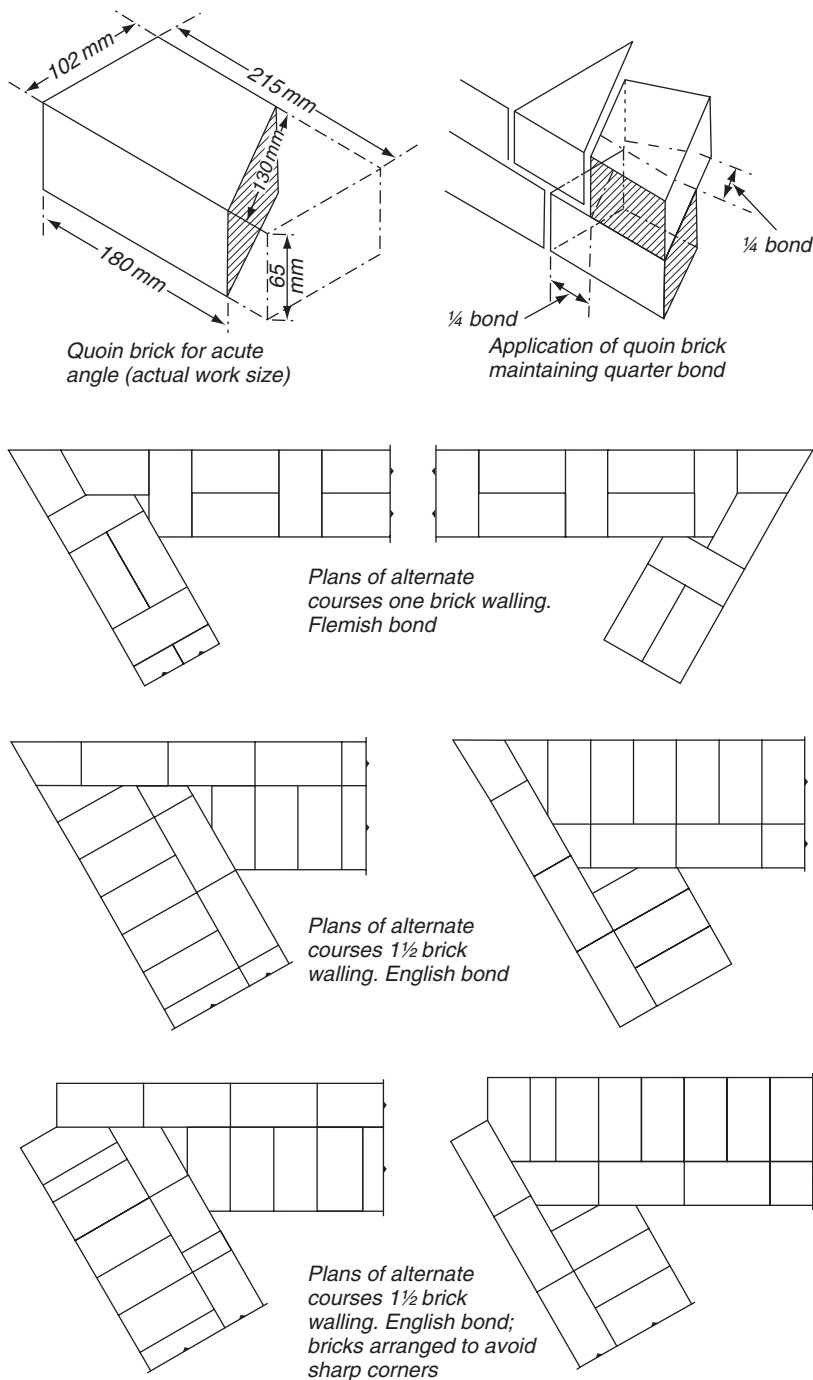 102 mm
215 mm
130 mm
180 mm
65
mm
Quoin brick for acute
angle (actual work size)
¼ bond
¼ bond
Application of quoin brick
maintaining quarter bond
Plans of alternate
courses one brick walling.
Flemish bond
Plans of alternate
courses 1½ brick
walling. English bond
Plans of alternate
courses 1½ brick
walling. English bond;
bricks arranged to avoid
sharp corners